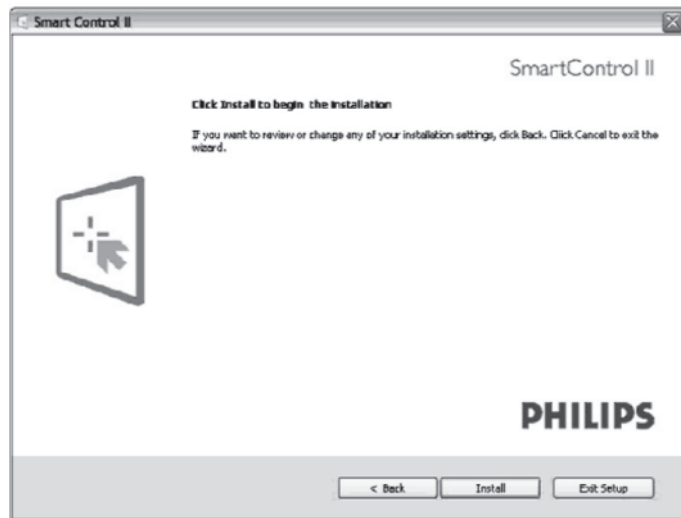 Smart Control II
SmartControl II
Click Install to begin the installation
If you want to review or change any of your installation settings, click Back. Click Cancel to exit the
wizard.
PHILIPS
< Back Install Exit Setup